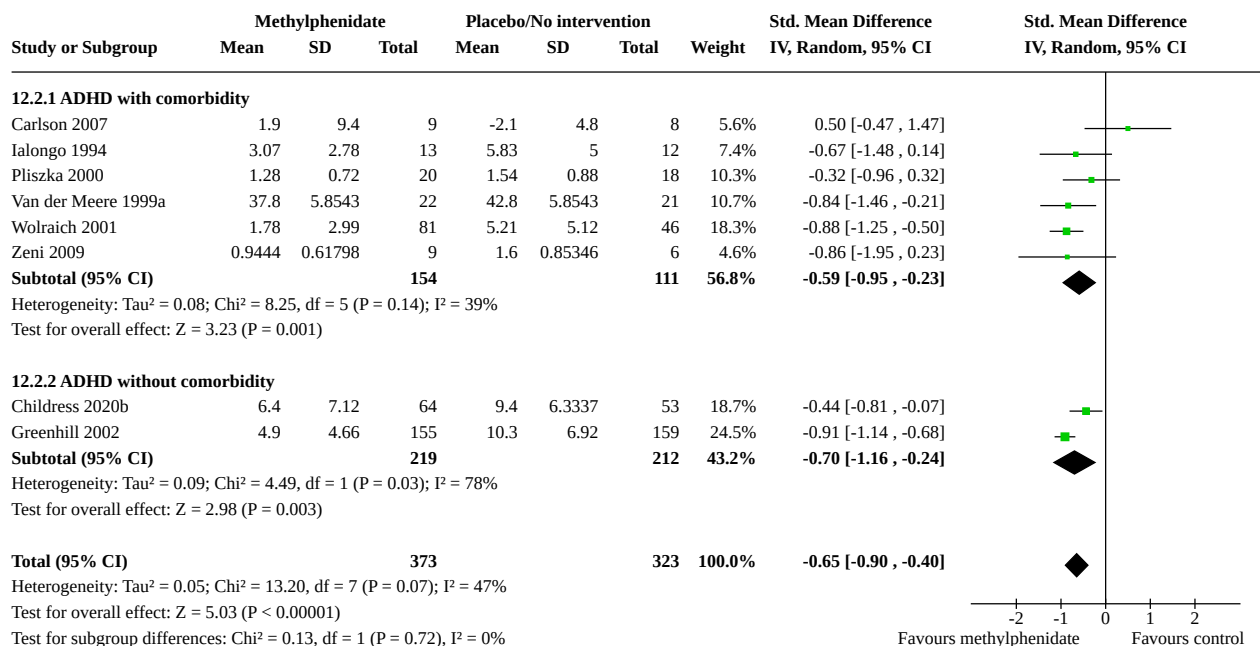 Methylphenidate Placebo/No intervention Std. Mean Difference Std. Mean Difference
Study or Subgroup Mean SD Total Mean SD Total Weight IV, Random, 95% CI IV, Random, 95% CI
12.2.1 ADHD with comorbidity
Carlson 2007 1.9 9.4 9 -2.1 4.8 8 5.6% 0.50 [-0.47 , 1.47]
Ialongo 1994 3.07 2.78 13 5.83 5 12 7.4% -0.67 [-1.48 , 0.14]
Pliszka 2000 1.28 0.72 20 1.54 0.88 18 10.3% -0.32 [-0.96 , 0.32]
Van der Meere 1999a 37.8 5.8543 22 42.8 5.8543 21 10.7% -0.84 [-1.46 , -0.21]
Wolraich 2001 1.78 2.99 81 5.21 5.12 46 18.3% -0.88 [-1.25 , -0.50]
Zeni 2009 0.9444 0.61798 9 1.6 0.85346 6 4.6% -0.86 [-1.95 , 0.23]
Subtotal (95% CI) 154 111 56.8% -0.59 [-0.95 , -0.23]
Heterogeneity: Tau² = 0.08; Chi² = 8.25, df = 5 (P = 0.14); I² = 39%
Test for overall effect: Z = 3.23 (P = 0.001)
12.2.2 ADHD without comorbidity
Childress 2020b 6.4 7.12 64 9.4 6.3337 53 18.7% -0.44 [-0.81 , -0.07]
Greenhill 2002 4.9 4.66 155 10.3 6.92 159 24.5% -0.91 [-1.14 , -0.68]
Subtotal (95% CI) 219 212 43.2% -0.70 [-1.16 , -0.24]
Heterogeneity: Tau² = 0.09; Chi² = 4.49, df = 1 (P = 0.03); I² = 78%
Test for overall effect: Z = 2.98 (P = 0.003)
Total (95% CI) 373 323 100.0% -0.65 [-0.90 , -0.40]
Heterogeneity: Tau² = 0.05; Chi² = 13.20, df = 7 (P = 0.07); I² = 47%
Test for overall effect: Z = 5.03 (P < 0.00001)
-2 -1 0 1 2
Test for subgroup differences: Chi² = 0.13, df = 1 (P = 0.72), I² = 0% Favours methylphenidate Favours control